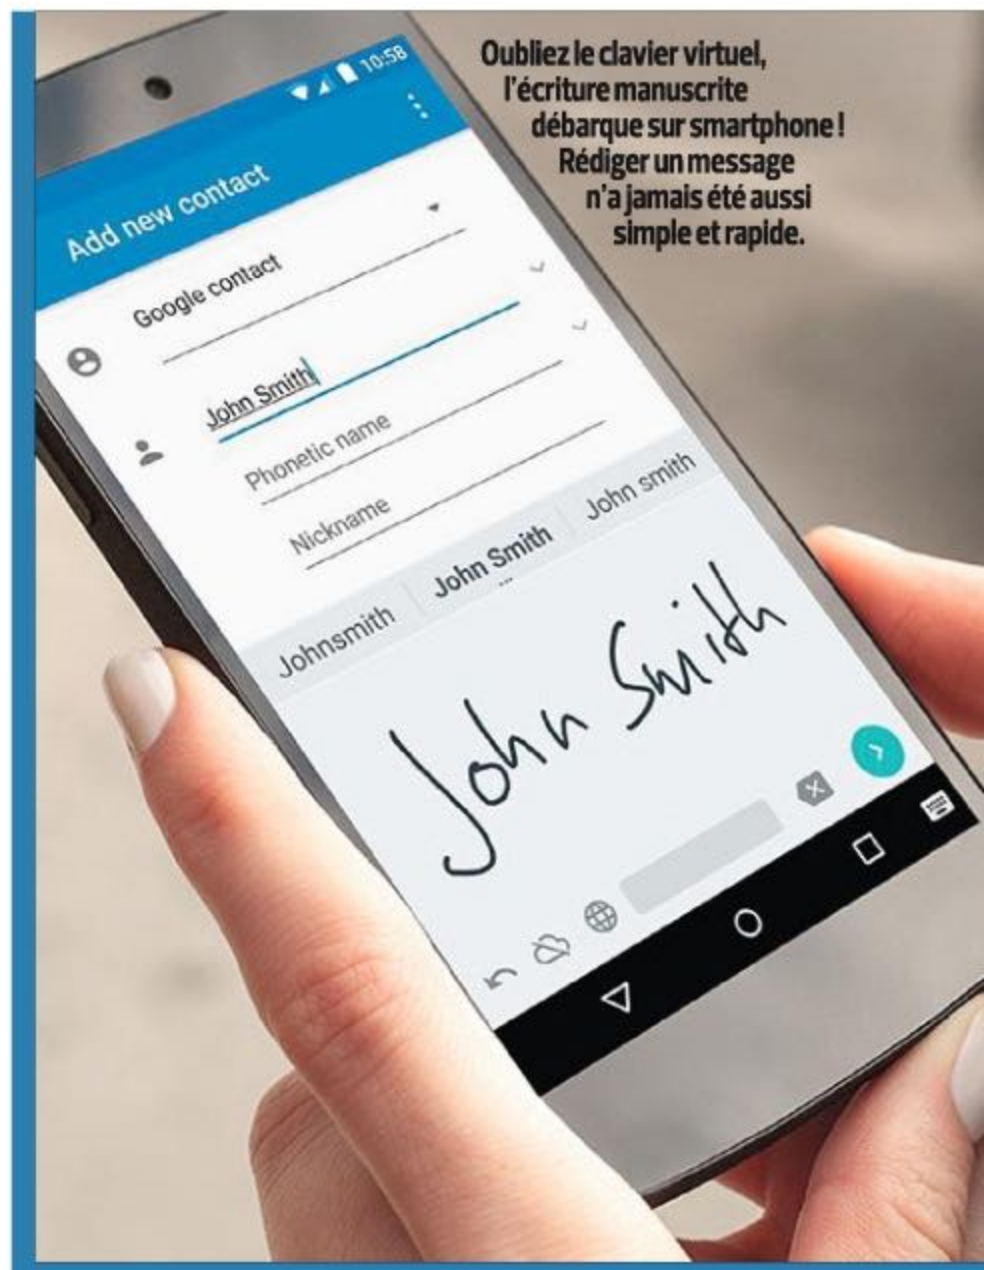 Oubliez le clavier virtuel,
l'écriture manuscrite
débarque sur smartphone !
Rédiger un message
n'a jamais été aussi
simple et rapide.
10:58
Add new contact
Google contact
John Smith
Phonetic name
Nickname
Johnsmith John Smith John smith
...
John Smith